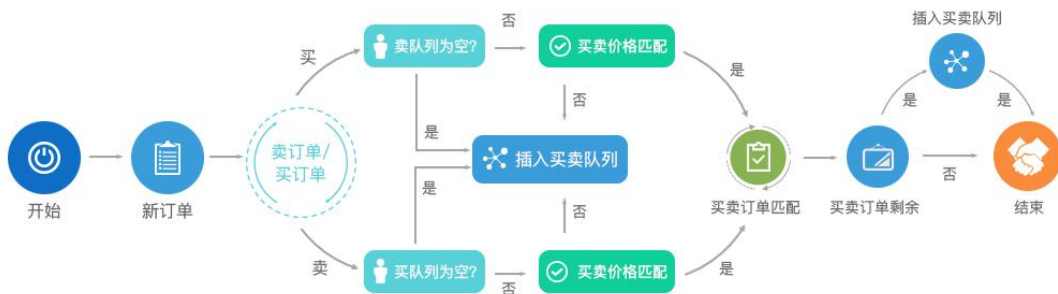 开始
新订单
卖订单/
买订单
买
卖队列为空?
否
买卖价格匹配
是
是
否
插入买卖队列
是
否
卖
买队列为空?
否
买卖价格匹配
是
买卖订单匹配
买卖订单剩余
是
插入买卖队列
是
否
结束